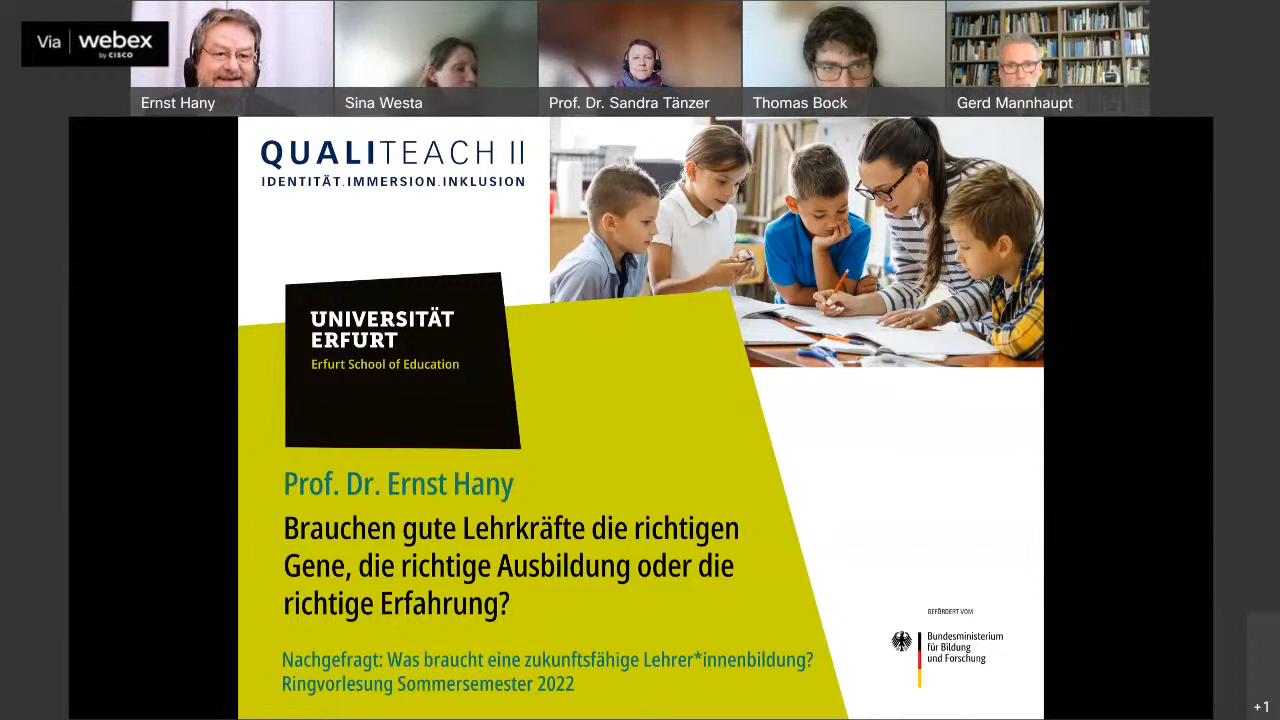 Via webex
by CISCO
Ernst Hany
Sina Westa
Prof. Dr. Sandra Tänzer
Thomas Bock
Gerd Mannhaupt
QUALITEACH II
IDENTITÄT.IMMERSION.INKLUSION
UNIVERSITÄT
ERFURT
Erfurt School of Education
Prof. Dr. Ernst Hany
Brauchen gute Lehrkräfte die richtigen
Gene, die richtige Ausbildung oder die
richtige Erfahrung?
Nachgefragt: Was braucht eine zukunftsfähige Lehrer*innenbildung?
Ringvorlesung Sommersemester 2022
GEFÖRDERT VOM
Bundesministerium
für Bildung
und Forschung
+1